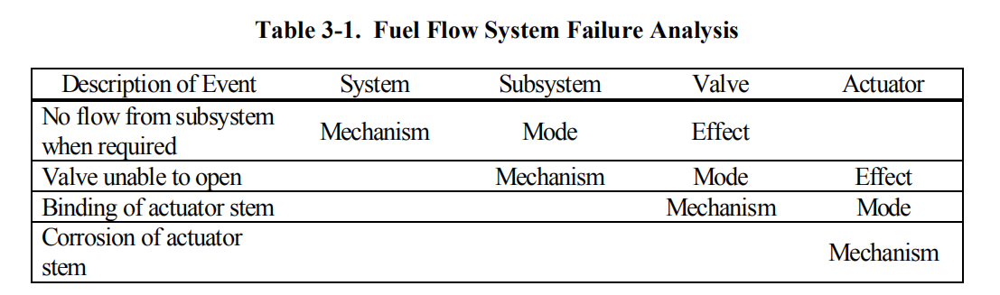 Table 3-1. Fuel Flow System Failure Analysis
Description of Event System Subsystem Valve Actuator
No flow from subsystem
when required Mechanism Mode Effect
Valve unable to open Mechanism Mode Effect
Binding of actuator stem Mechanism Mode
Corrosion of actuator
stem Mechanism